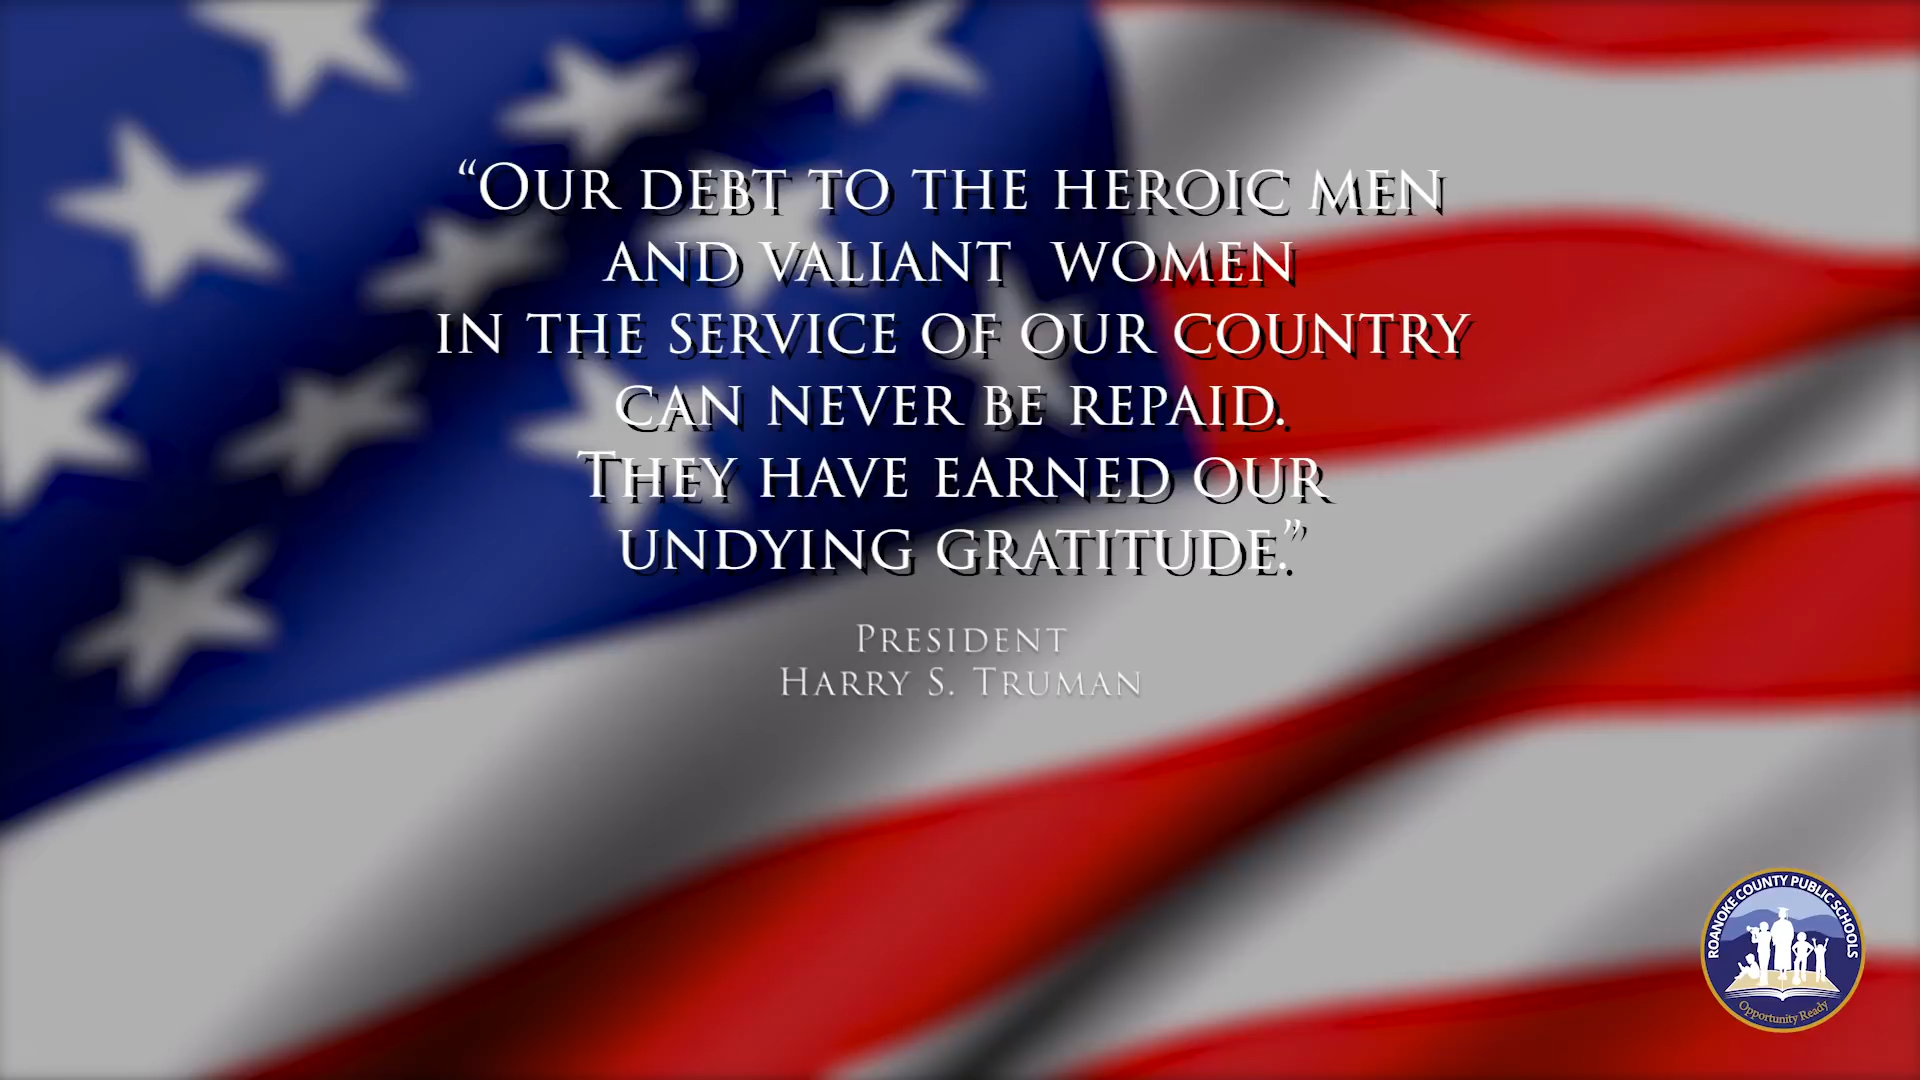 “Our debt to the heroic men
and valiant women
in the service of our country
can never be repaid.
They have earned our
undying gratitude.”
President
Harry S. Truman
ROANOKE COUNTY PUBLIC SCHOOLS
Opportunity Ready